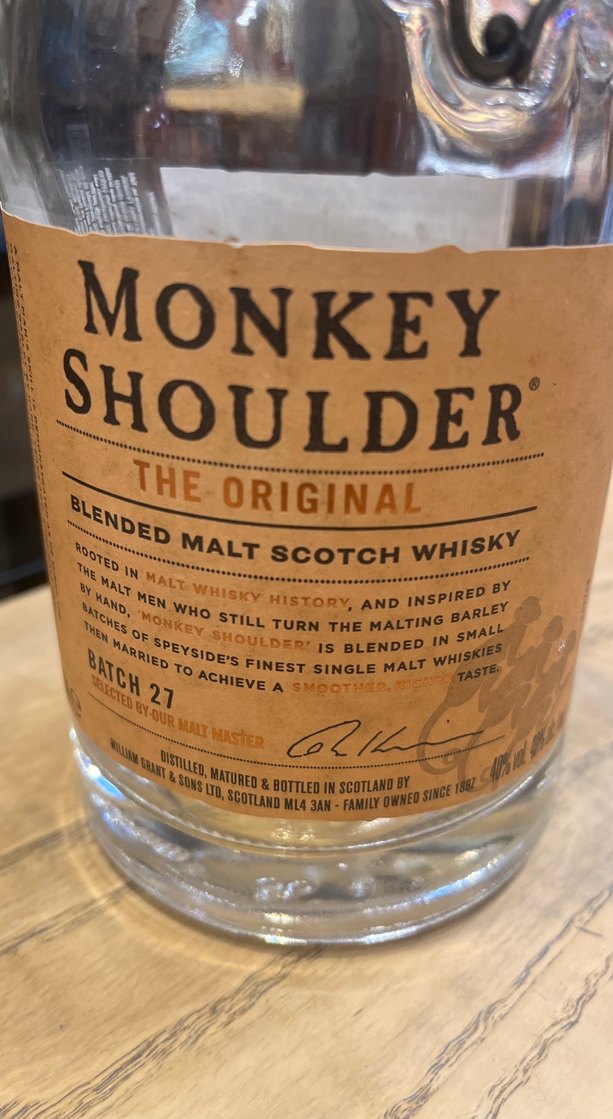 MONKEY
SHOULDER®
THE ORIGINAL
BLENDED MALT SCOTCH WHISKY
ROOTED IN MALT WHISKY HISTORY, AND INSPIRED BY
THE MALT MEN WHO STILL TURN THE MALTING BARLEY
BY HAND, 'MONKEY SHOULDER' IS BLENDED IN SMALL
BATCHES OF SPEYSIDE'S FINEST SINGLE MALT WHISKIES
THEN MARRIED TO ACHIEVE A SMOOTHER, RICHER TASTE.
BATCH 27
SELECTED BY OUR MALT MASTER
DISTILLED, MATURED & BOTTLED IN SCOTLAND BY
WILLIAM GRANT & SONS LTD, SCOTLAND ML4 3AN - FAMILY OWNED SINCE 1887
40% VOL